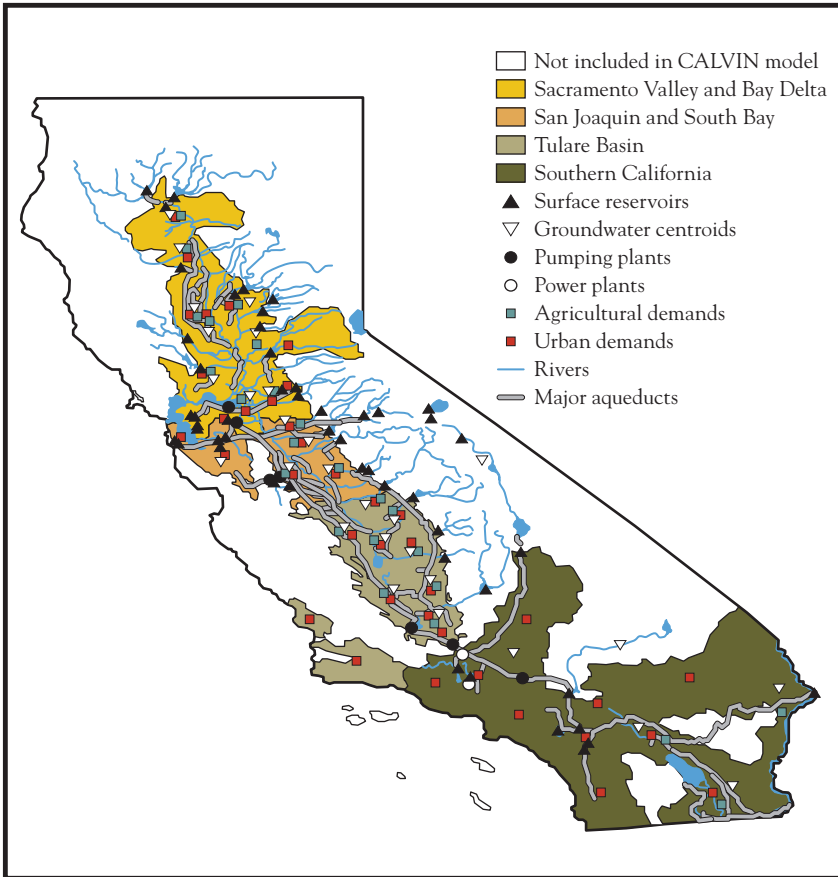 Not included in CALVIN model
Sacramento Valley and Bay Delta
San Joaquin and South Bay
Tulare Basin
Southern California
Surface reservoirs
Groundwater centroids
Pumping plants
Power plants
Agricultural demands
Urban demands
Rivers
Major aqueducts